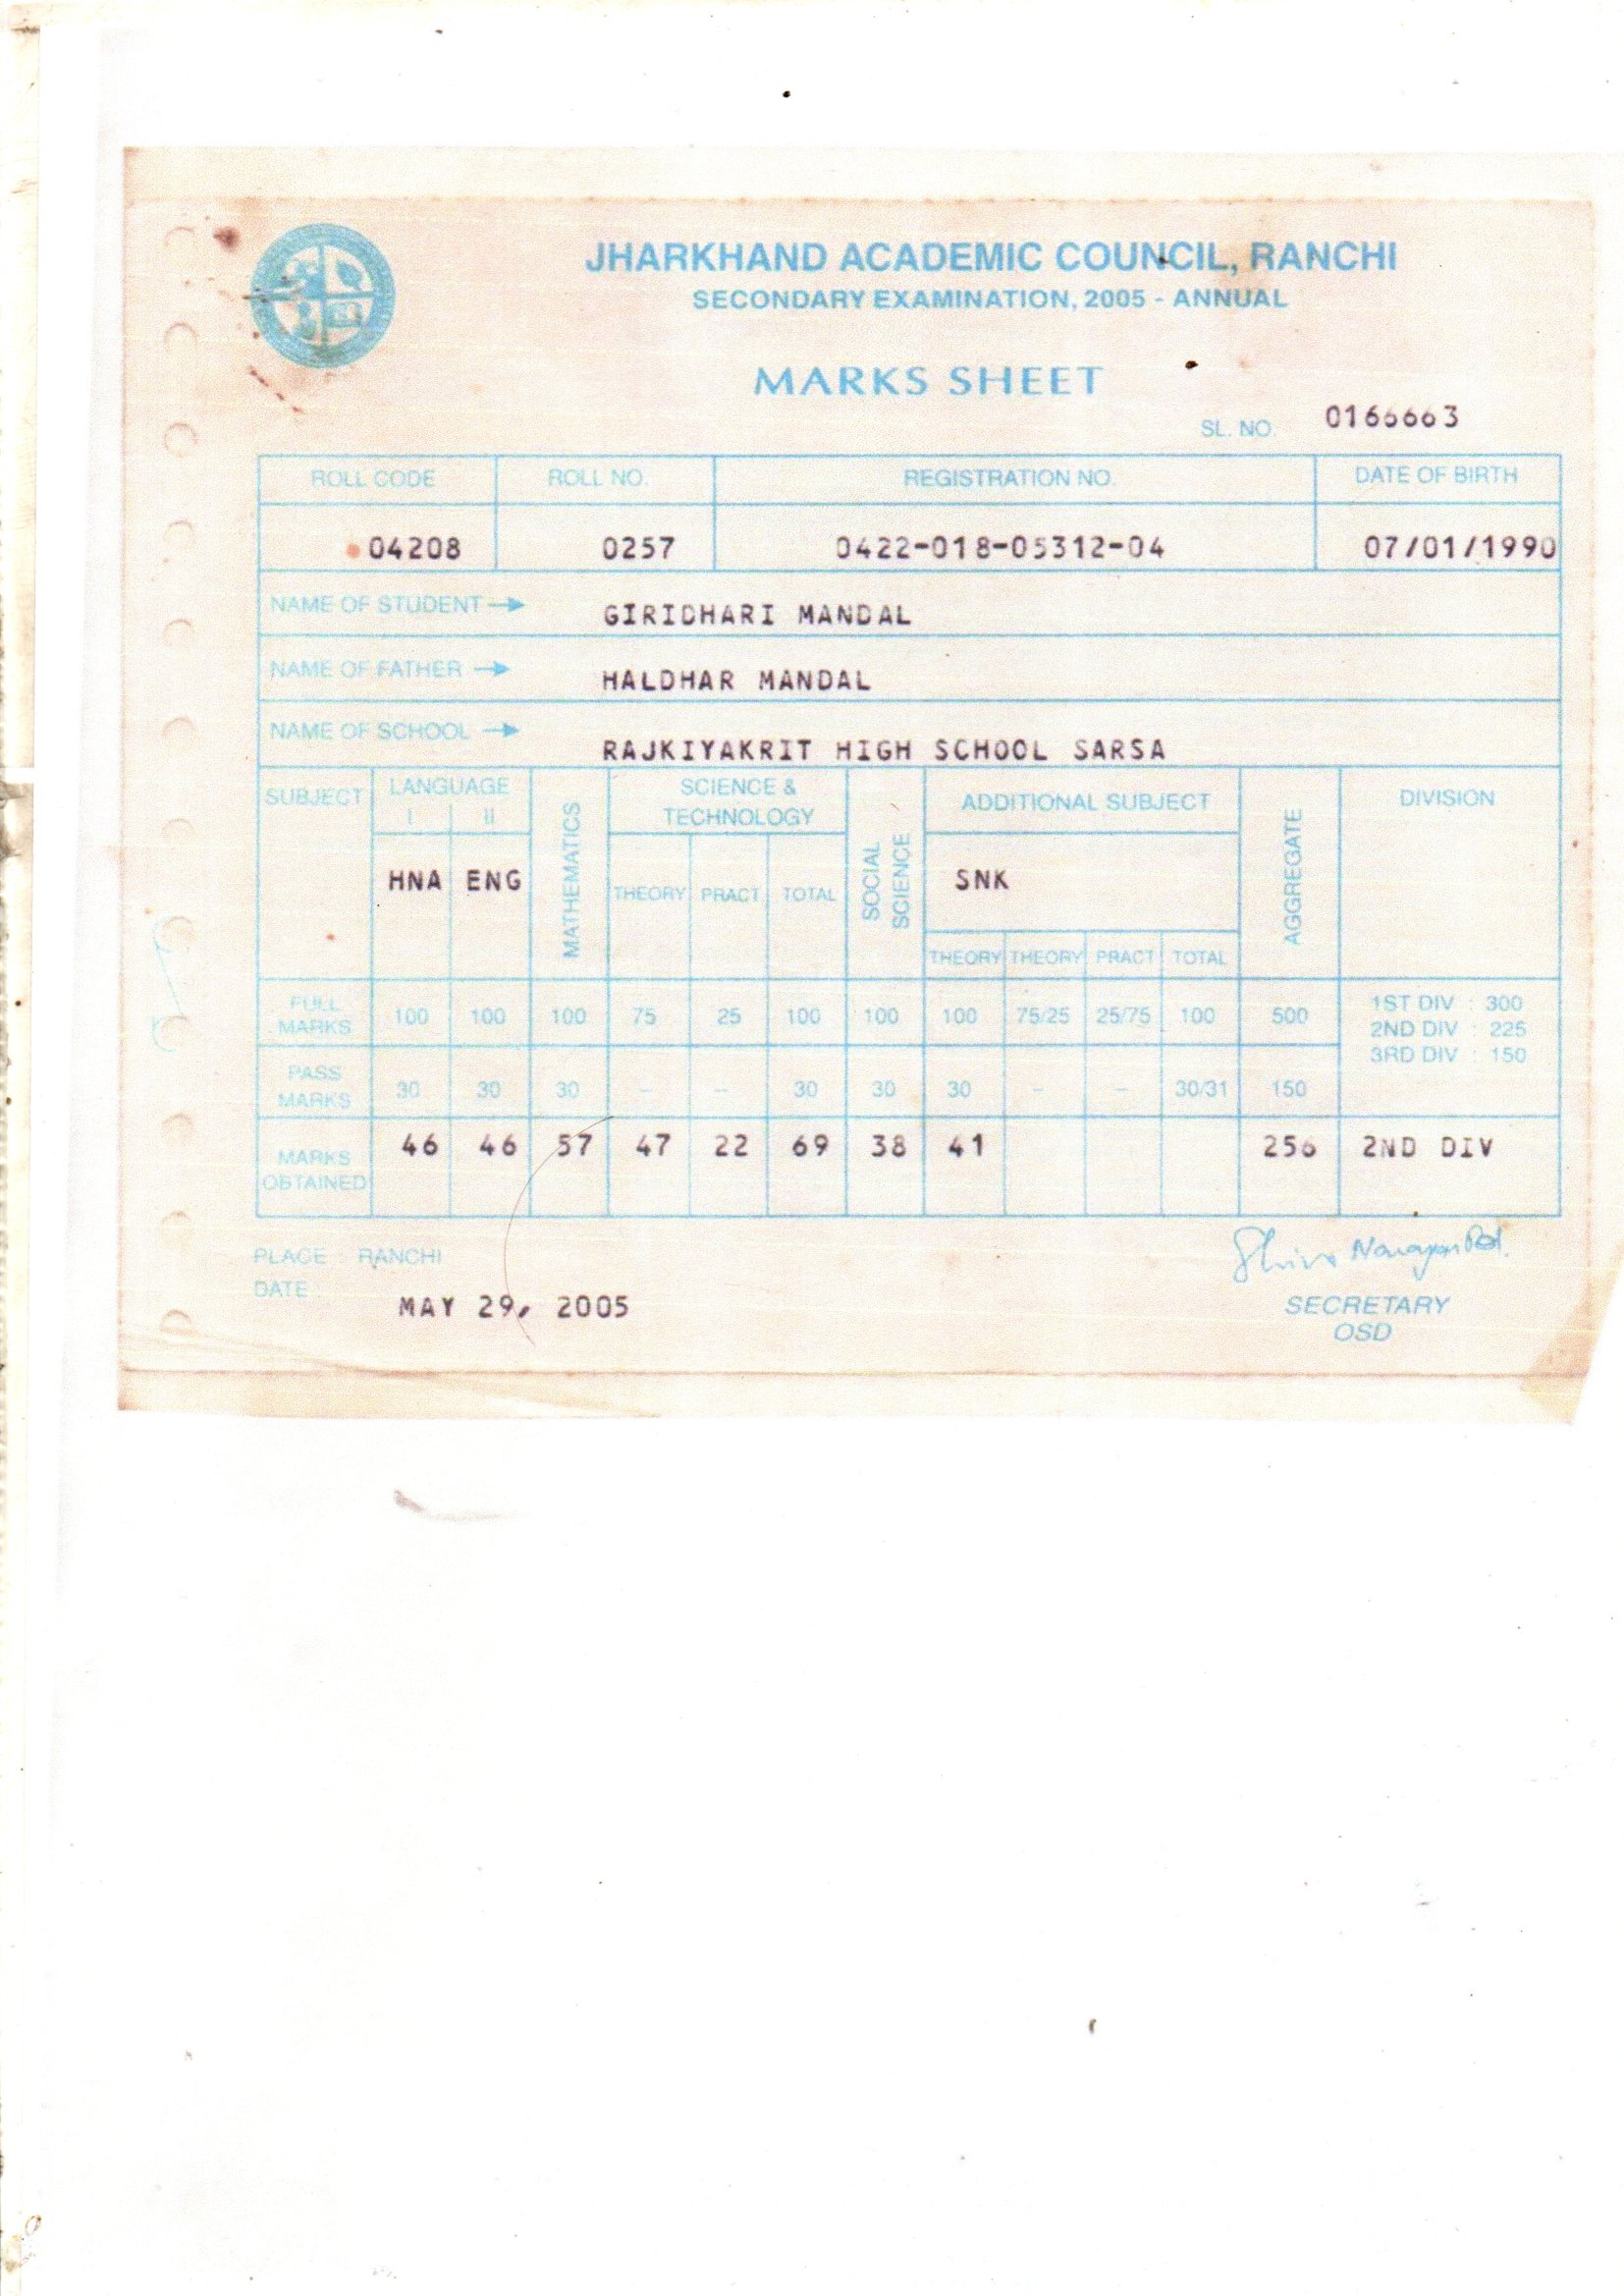 JHARKHAND ACADEMIC COUNCIL, RANCHI
SECONDARY EXAMINATION, 2005 - ANNUAL
MARKS SHEET
SL. NO. 0166663
ROLL CODE ROLL NO. REGISTRATION NO. DATE OF BIRTH
04208 0257 0422-018-05312-04 07/01/1990
NAME OF STUDENT → GIRIDHARI MANDAL
NAME OF FATHER → HALDHAR MANDAL
NAME OF SCHOOL → RAJKIYAKRIT HIGH SCHOOL SARSA
SUBJECT LANGUAGE MATHEMATICS SCIENCE & SOCIAL SCIENCE ADDITIONAL SUBJECT AGGREGATE DIVISION
I II TECHNOLOGY
HNA ENG THEORY PRACT TOTAL SNK
THEORY THEORY PRACT TOTAL
FULL MARKS 100 100 100 75 25 100 100 100 75/25 25/75 100 500 1ST DIV : 300
2ND DIV : 225
3RD DIV : 150
PASS MARKS 30 30 30 - - 30 30 30 - - 30/31 150
MARKS OBTAINED 46 46 57 47 22 69 38 41 256 2ND DIV
PLACE : RANCHI
DATE MAY 29, 2005
Shiva Narayan
SECRETARY
OSD